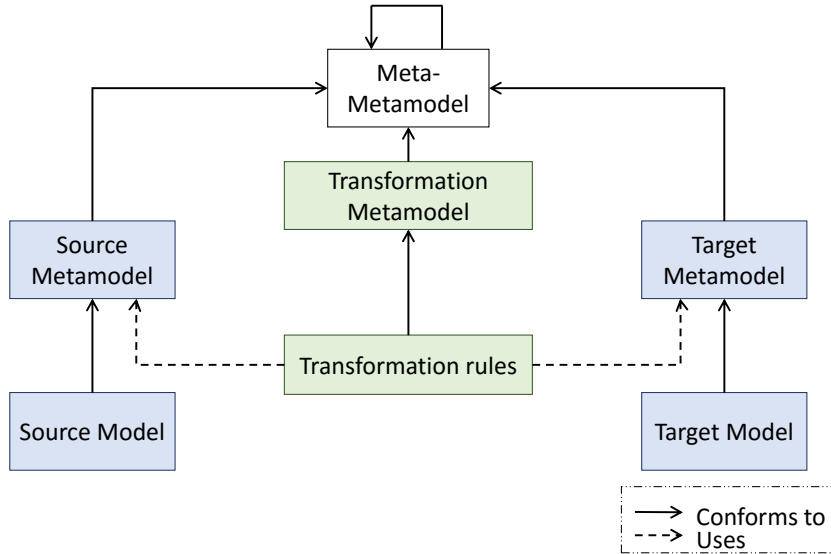 Meta-
Metamodel
Transformation
Metamodel
Source
Metamodel
Target
Metamodel
Transformation rules
Source Model
Target Model
Conforms to
Uses